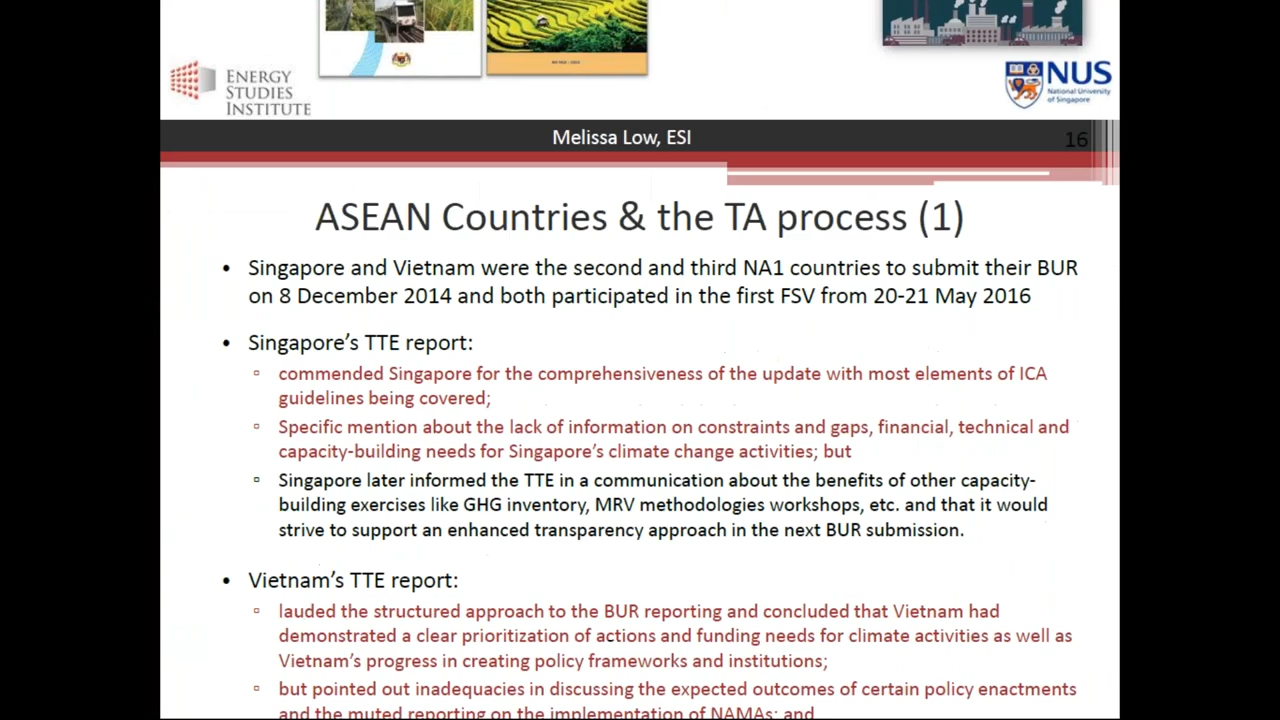 ENERGY
STUDIES
INSTITUTE
NUS
National University
of Singapore
Melissa Low, ESI
16
ASEAN Countries & the TA process (1)
• Singapore and Vietnam were the second and third NA1 countries to submit their BUR
on 8 December 2014 and both participated in the first FSV from 20-21 May 2016
• Singapore’s TTE report:
▫ commended Singapore for the comprehensiveness of the update with most elements of ICA
guidelines being covered;
▫ Specific mention about the lack of information on constraints and gaps, financial, technical and
capacity-building needs for Singapore’s climate change activities; but
▫ Singapore later informed the TTE in a communication about the benefits of other capacity-
building exercises like GHG inventory, MRV methodologies workshops, etc. and that it would
strive to support an enhanced transparency approach in the next BUR submission.
• Vietnam’s TTE report:
▫ lauded the structured approach to the BUR reporting and concluded that Vietnam had
demonstrated a clear prioritization of actions and funding needs for climate activities as well as
Vietnam’s progress in creating policy frameworks and institutions;
▫ but pointed out inadequacies in discussing the expected outcomes of certain policy enactments
and the muted reporting on the implementation of NAMAs; and